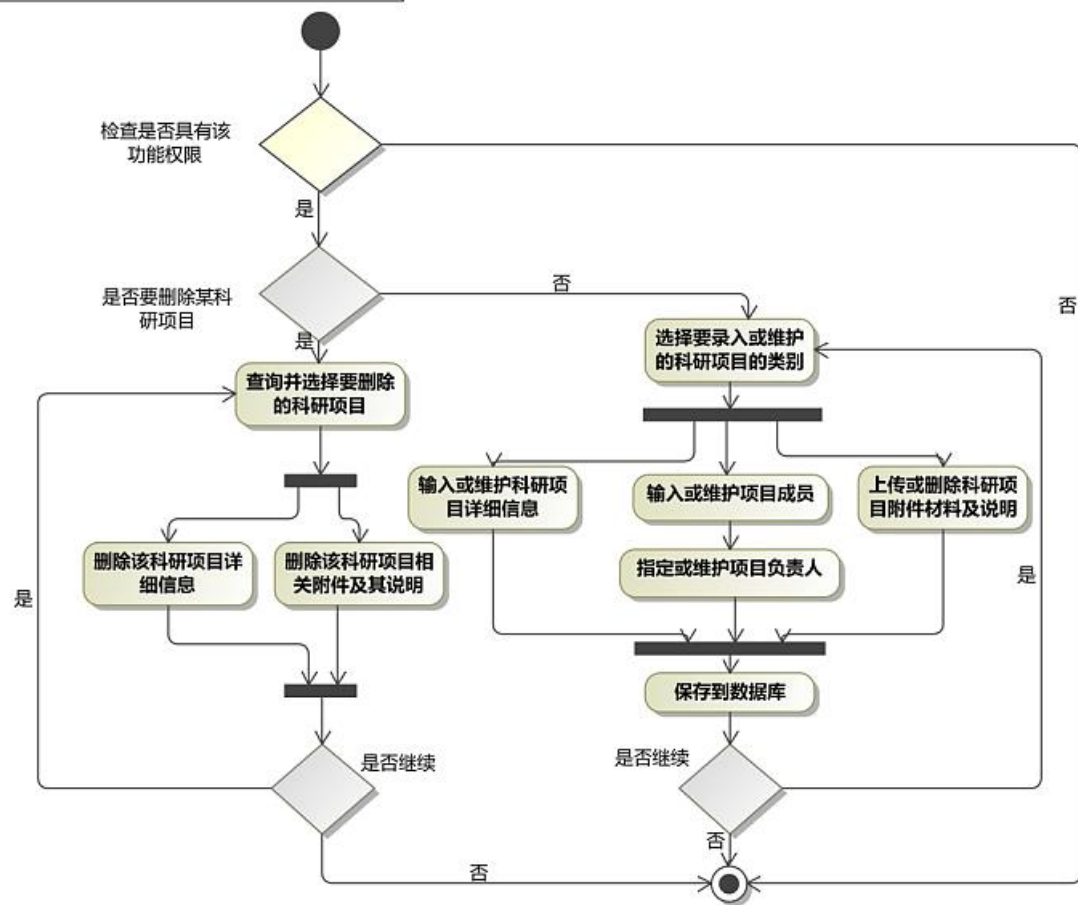 检查是否具有该
功能权限
是
是否要删除某科
研项目
否
否
是
选择要录入或维护
的科研项目的类别
查询并选择要删除
的科研项目
输入或维护科研项
目详细信息
输入或维护项目成员
上传或删除科研项
目附件材料及说明
删除该科研项目详
细信息
删除该科研项目相
关附件及其说明
指定或维护项目负责人
是
是
保存到数据库
是否继续
是否继续
否
否